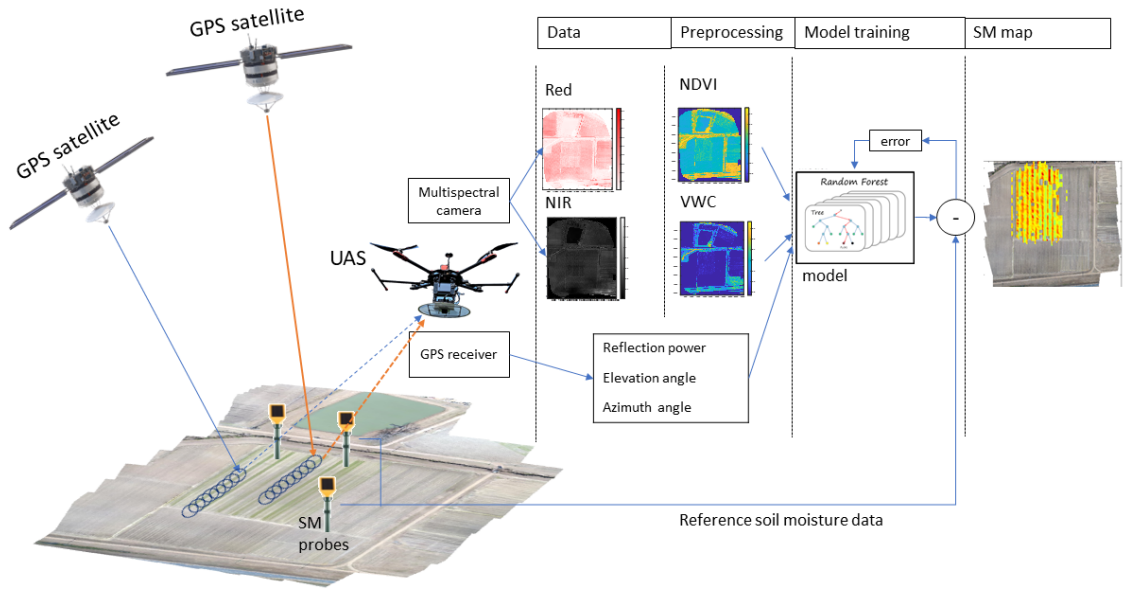 GPS satellite
GPS satellite
Data
Preprocessing
Model training
SM map
Red
NDVI
error
Multispectral
camera
NIR
VWC
Random Forest
Tree
-
model
UAS
GPS receiver
Reflection power
Elevation angle
Azimuth angle
SM
probes
Reference soil moisture data